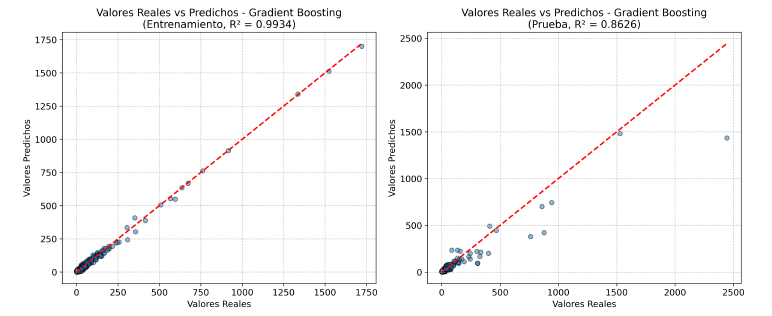 Valores Reales vs Predichos - Gradient Boosting
(Entrenamiento, R² = 0.9934)
Valores Predichos
1750
1500
1250
1000
750
500
250
0
0 250 500 750 1000 1250 1500 1750
Valores Reales
Valores Reales vs Predichos - Gradient Boosting
(Prueba, R² = 0.8626)
Valores Predichos
2500
2000
1500
1000
500
0
0 500 1000 1500 2000 2500
Valores Reales